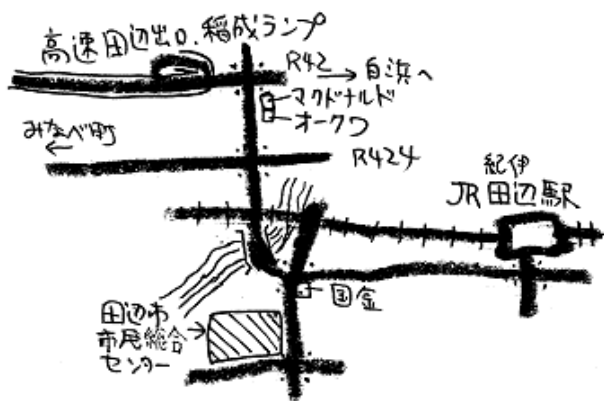 高速田辺出口.稲成ランプ
R42
→白浜へ
マクドナルド
オークワ
みなべ町
←
R424
紀伊
JR田辺駅
国金
田辺市
市民総合
センター